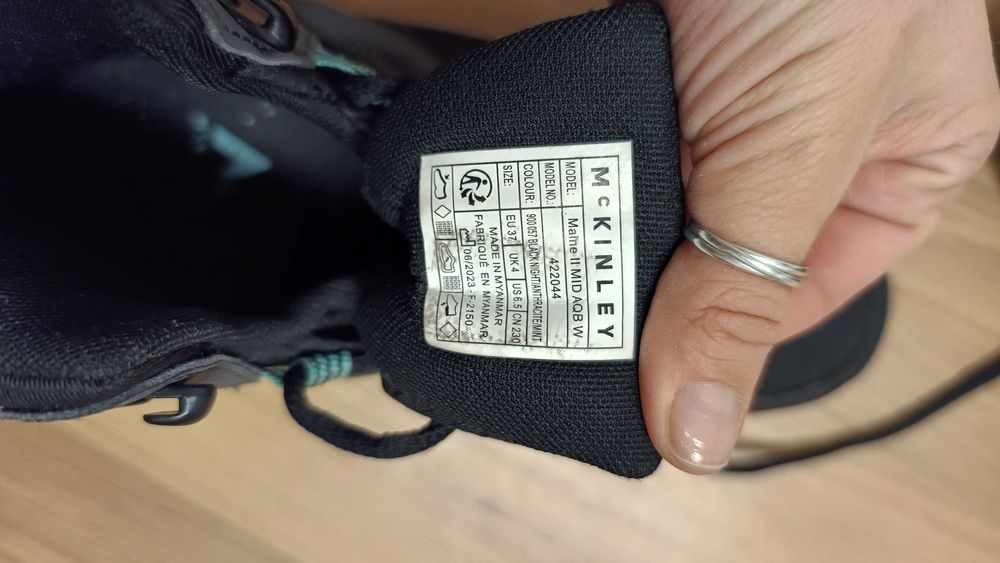 McKINLEY
MODEL: Maine II MID AQB W
MODEL NO.: 422044
COLOUR: 900/057 BLACK NIGHT/ANTHRACITE/MINT
SIZE: EU 37 UK 4 US 6.5 CN 230
MADE IN MYANMAR
FABRIQUÉ EN MYANMAR
06/2023 - F-2150